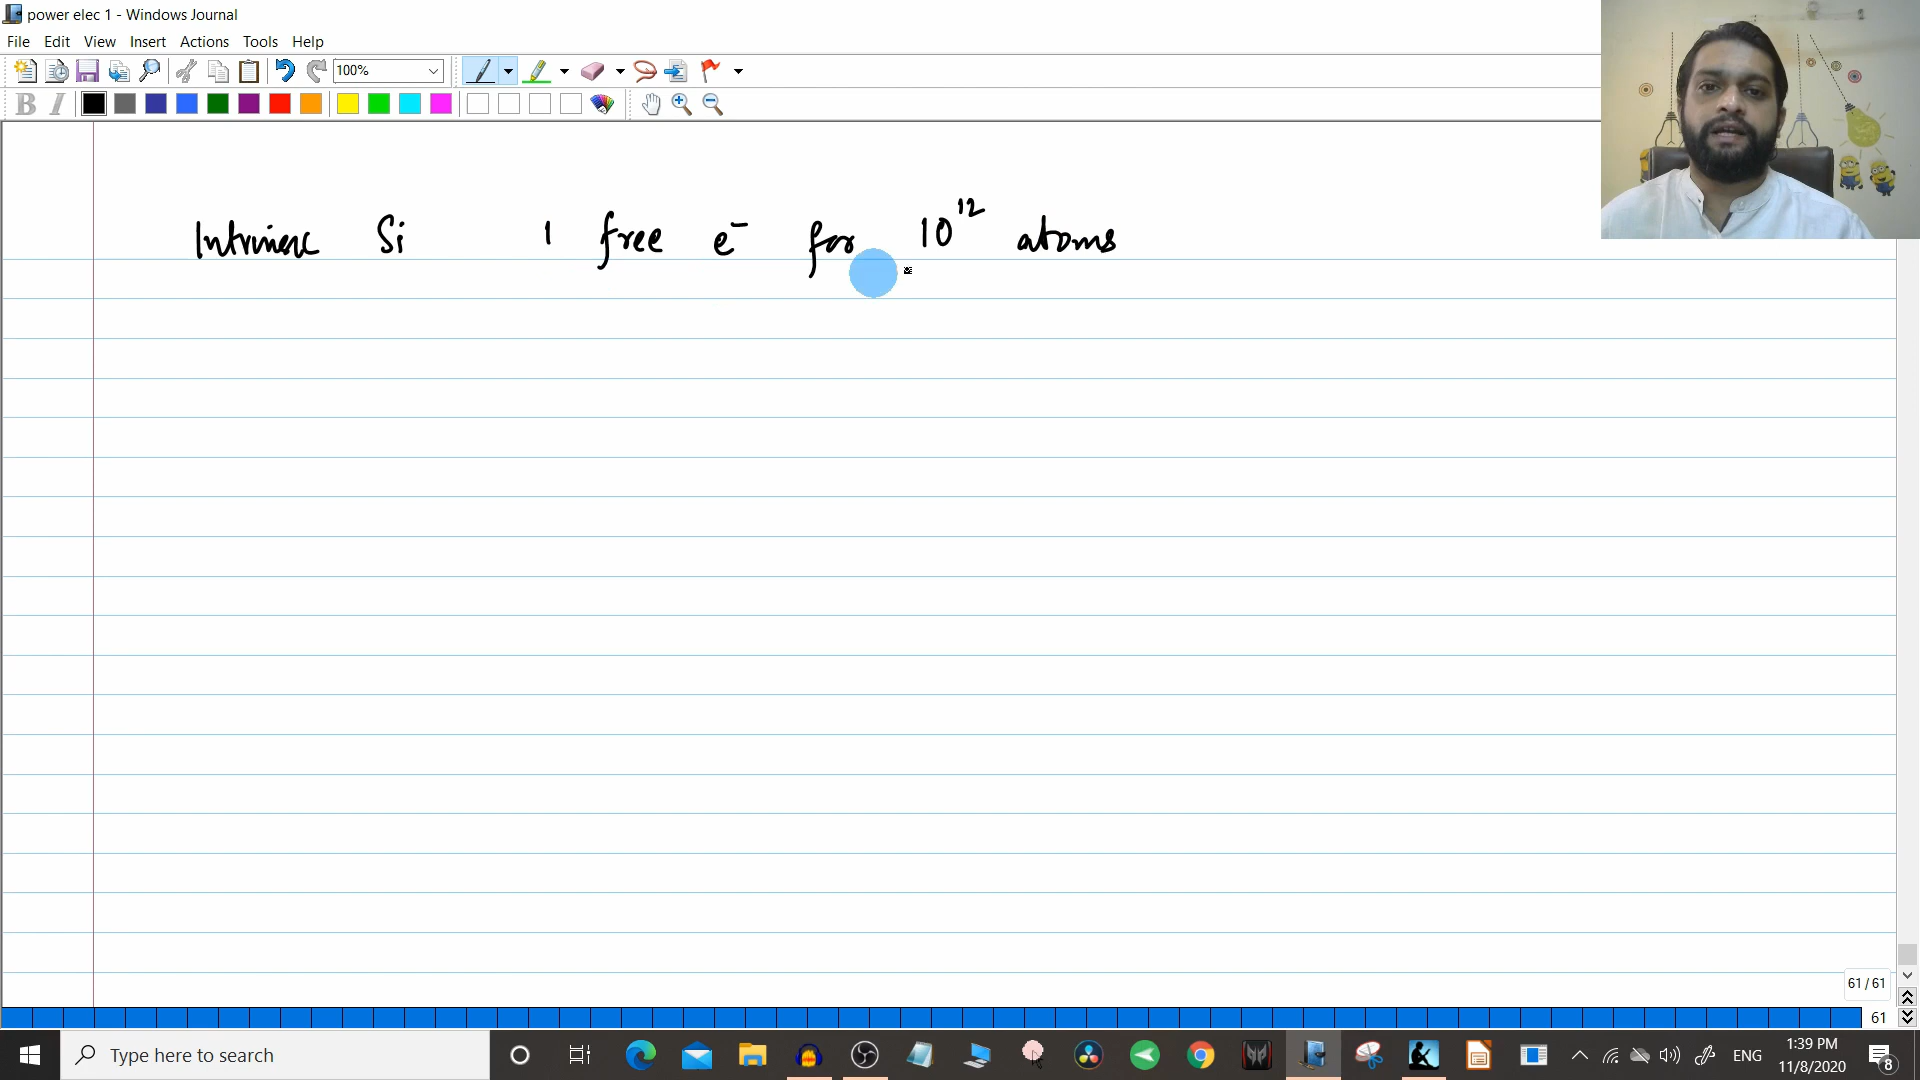 power elec 1 - Windows Journal
File Edit View Insert Actions Tools Help
100%
B I
Intrinsic Si 1 free e⁻ for 10¹² atoms
61 / 61
61
Type here to search
ENG
1:39 PM
11/8/2020
8